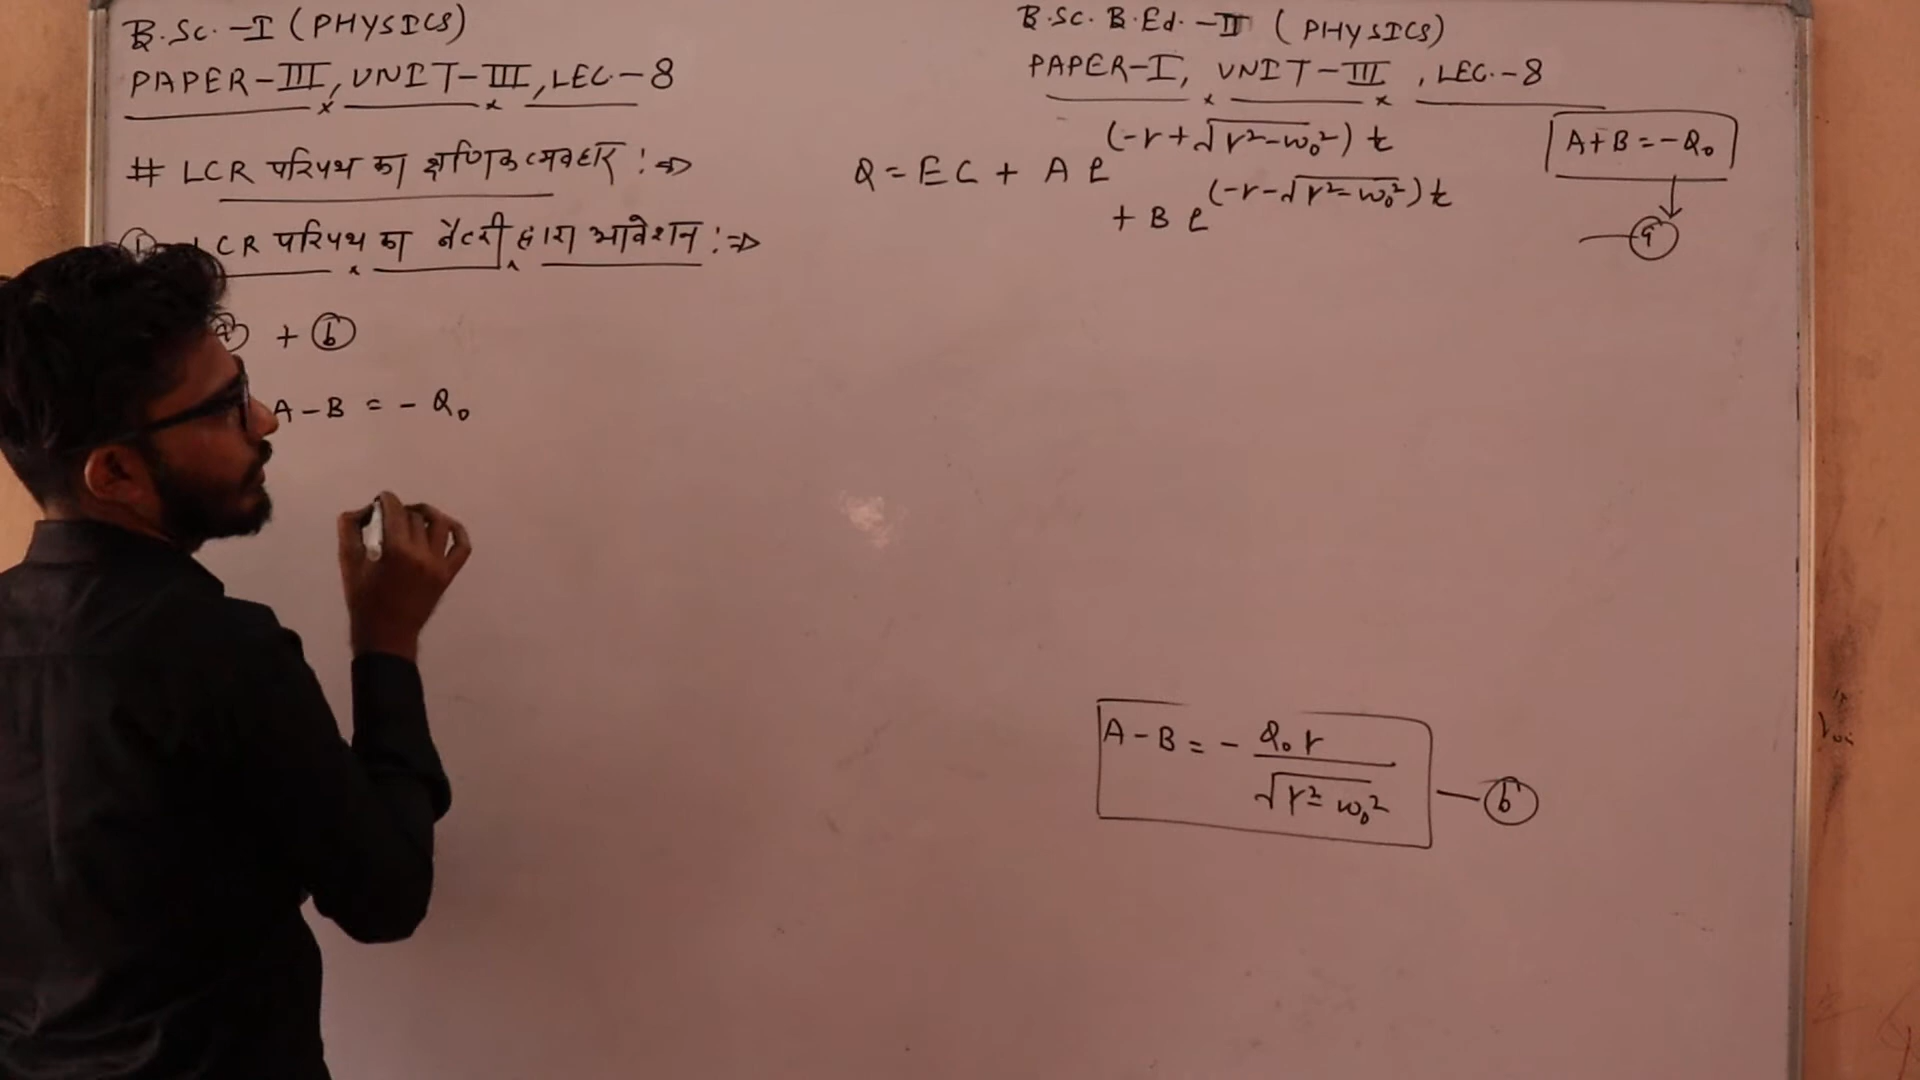 B.Sc.-I (PHYSICS)
PAPER-III, UNIT-III, LEC.-8
# LCR परिपथ का क्षणिक व्यवहार :⇒
LCR परिपथ का बैटरी द्वारा आवेशन :⇒
+ ⓑ
A-B = -Q₀
B.Sc. B.Ed.-II (PHYSICS)
PAPER-I, UNIT-III, LEC.-8
Q = EC + A e^(-r+√(r²-ω₀²))t
+ B e^(-r-√(r²-ω₀²))t
A+B = -Q₀
ⓐ
A-B = - Q₀r / √(r²-ω₀²) — ⓑ